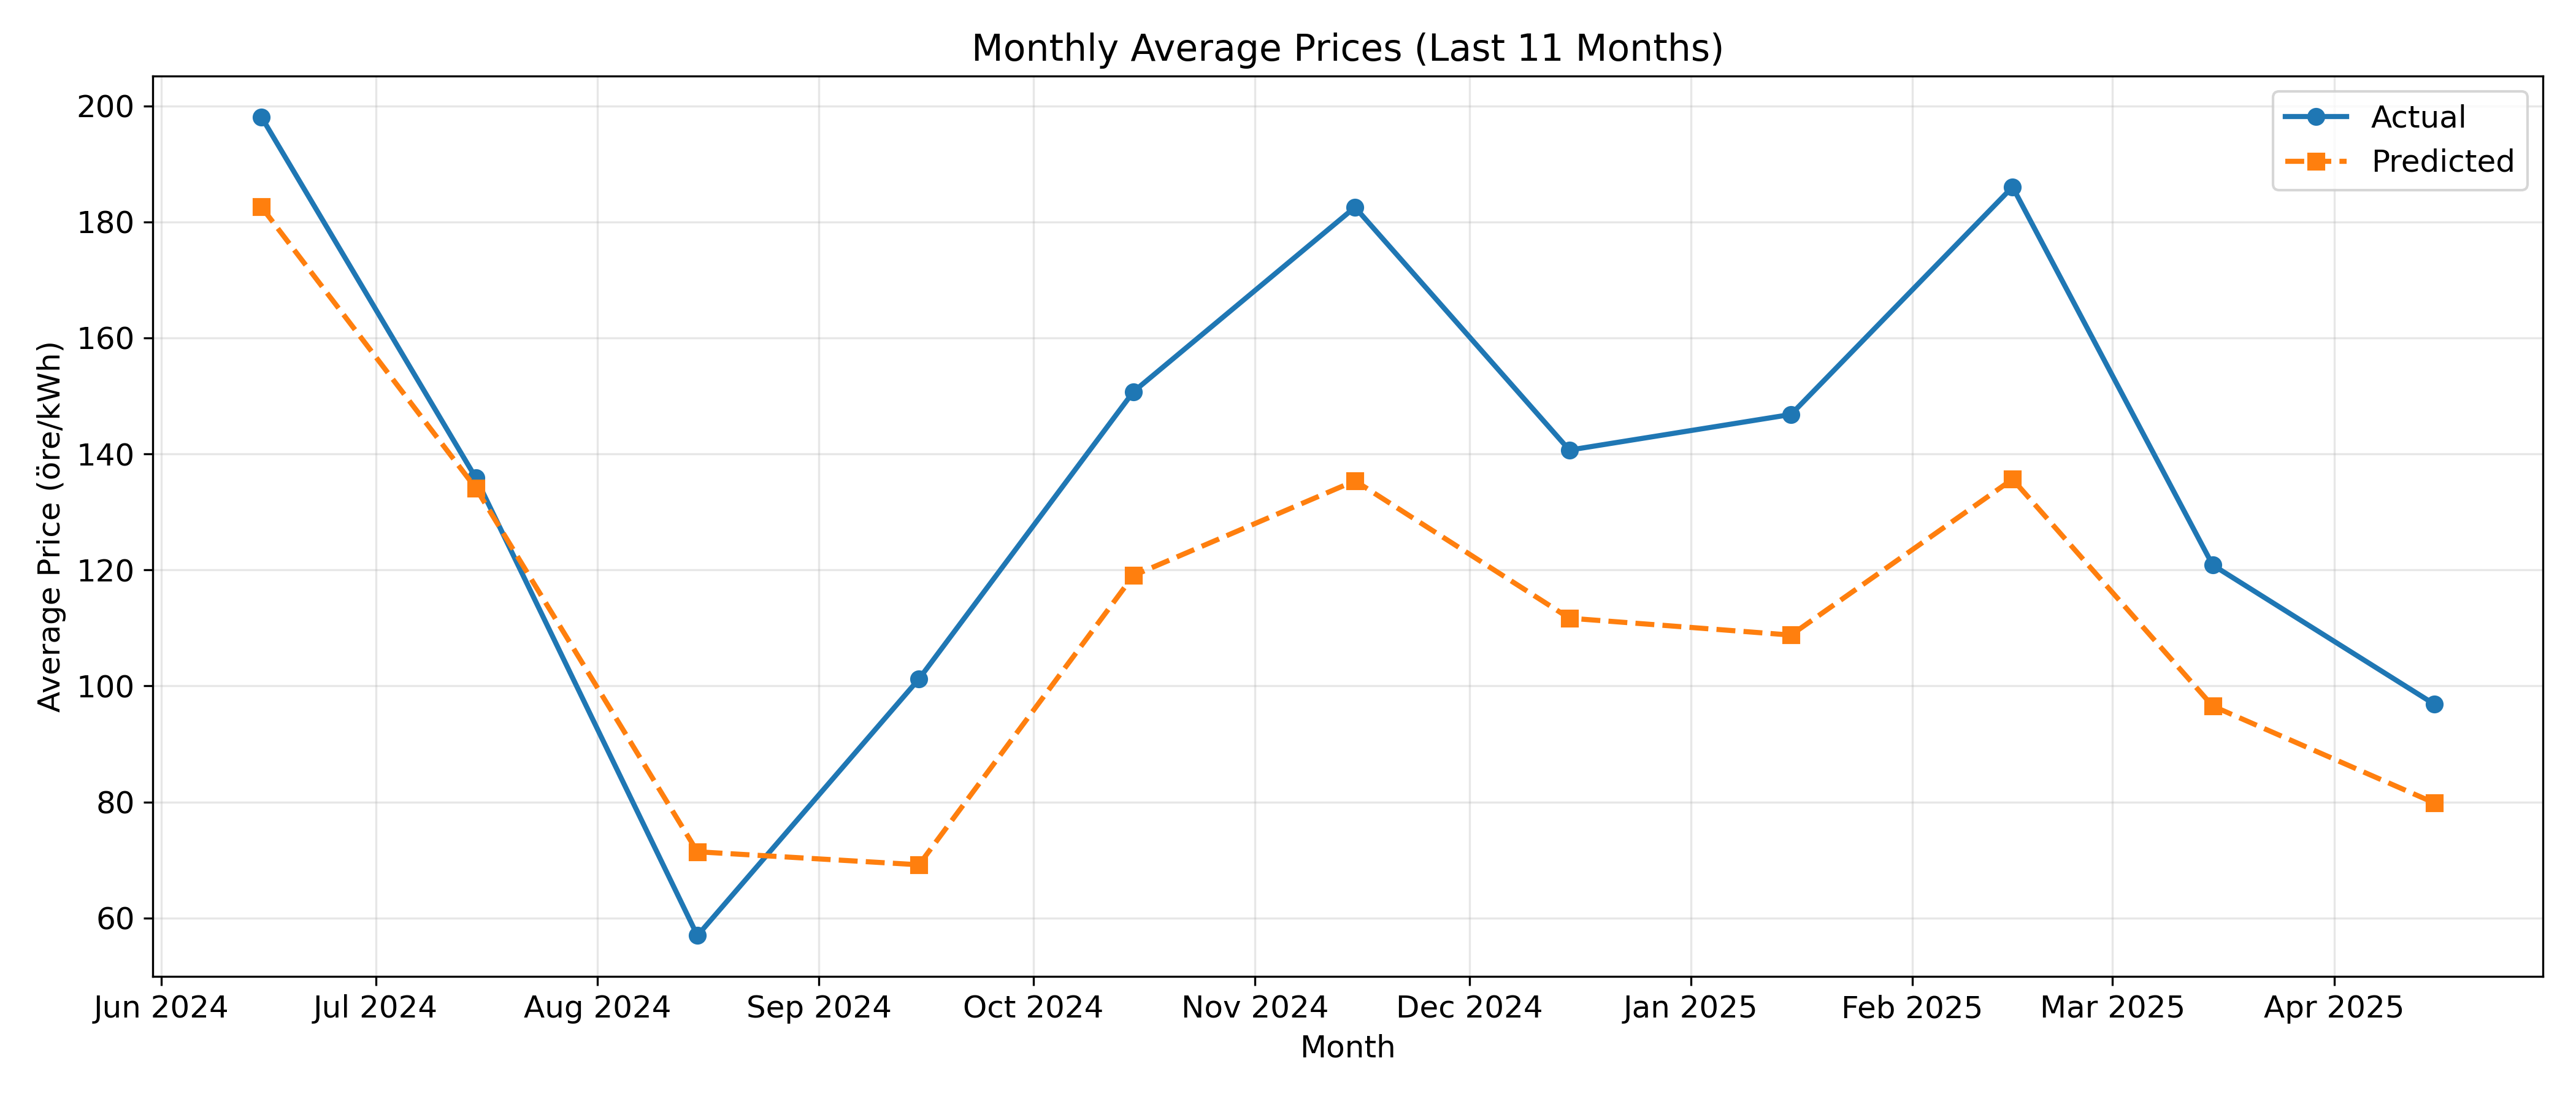 Monthly Average Prices (Last 11 Months)
Actual
Predicted
Average Price (öre/kWh)
200
180
160
140
120
100
80
60
Jun 2024
Jul 2024
Aug 2024
Sep 2024
Oct 2024
Nov 2024
Dec 2024
Jan 2025
Feb 2025
Mar 2025
Apr 2025
Month